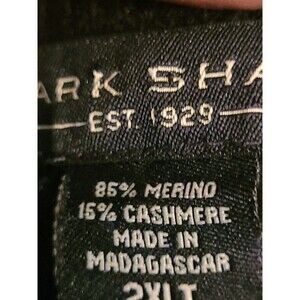 ARK SHA
EST. 1929
85% MERINO
15% CASHMERE
MADE IN
MADAGASCAR
2XLT